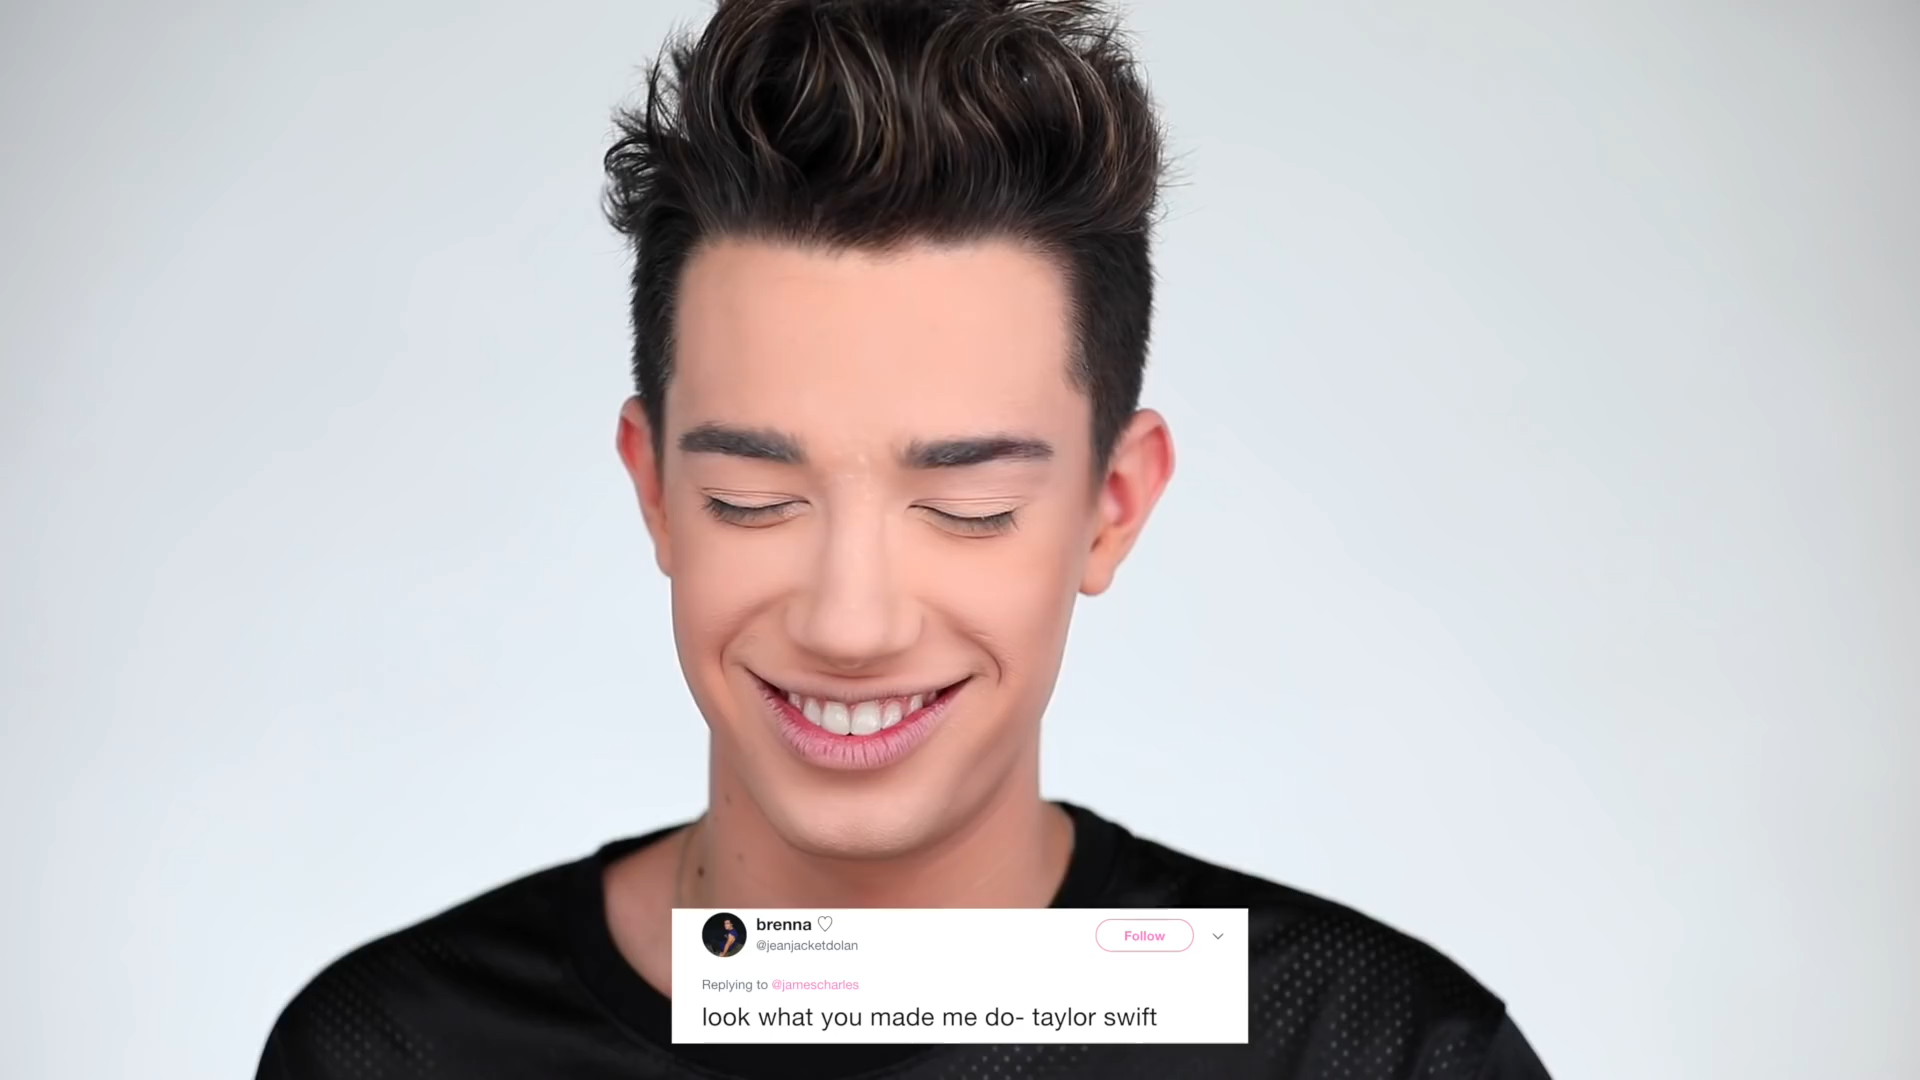 brenna ♡
@jeanjacketdolan
Follow
Replying to @jamescharles
look what you made me do- taylor swift